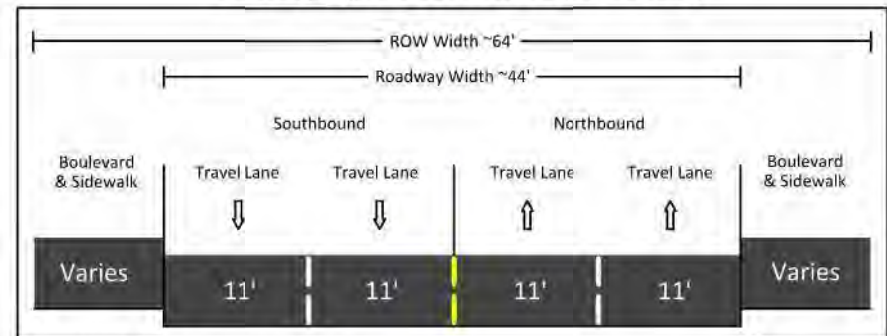 ROW Width ~64'
Roadway Width ~44'
Southbound
Northbound
Boulevard
& Sidewalk
Travel Lane
Travel Lane
Travel Lane
Travel Lane
Boulevard
& Sidewalk
Varies
11'
11'
11'
11'
Varies